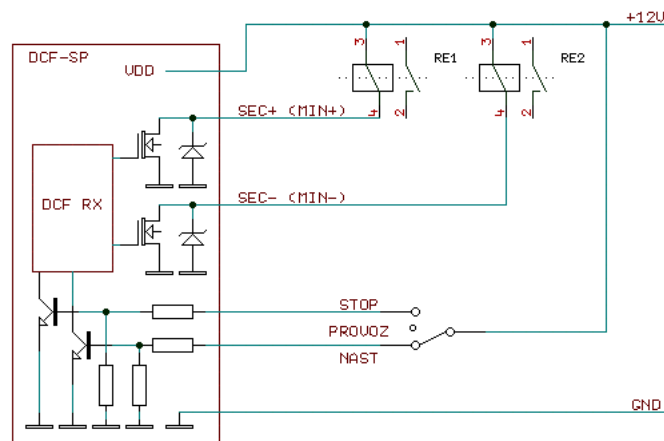 +12V
DCF-SP
VDD
3
1
RE1
3
1
RE2
4
2
4
2
SEC+ (MIN+)
DCF RX
SEC- (MIN-)
STOP
PROVOZ
NAST
GND